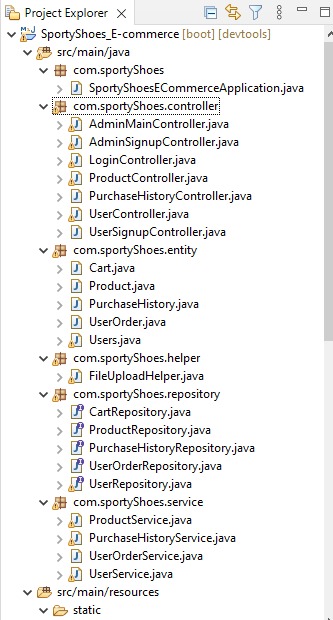 Project Explorer
SportyShoes_E-commerce [boot] [devtools]
src/main/java
com.sportyShoes
SportyShoesECommerceApplication.java
com.sportyShoes.controller
AdminMainController.java
AdminSignupController.java
LoginController.java
ProductController.java
PurchaseHistoryController.java
UserController.java
UserSignupController.java
com.sportyShoes.entity
Cart.java
Product.java
PurchaseHistory.java
UserOrder.java
Users.java
com.sportyShoes.helper
FileUploadHelper.java
com.sportyShoes.repository
CartRepository.java
ProductRepository.java
PurchaseHistoryRepository.java
UserOrderRepository.java
UserRepository.java
com.sportyShoes.service
ProductService.java
PurchaseHistoryService.java
UserOrderService.java
UserService.java
src/main/resources
static